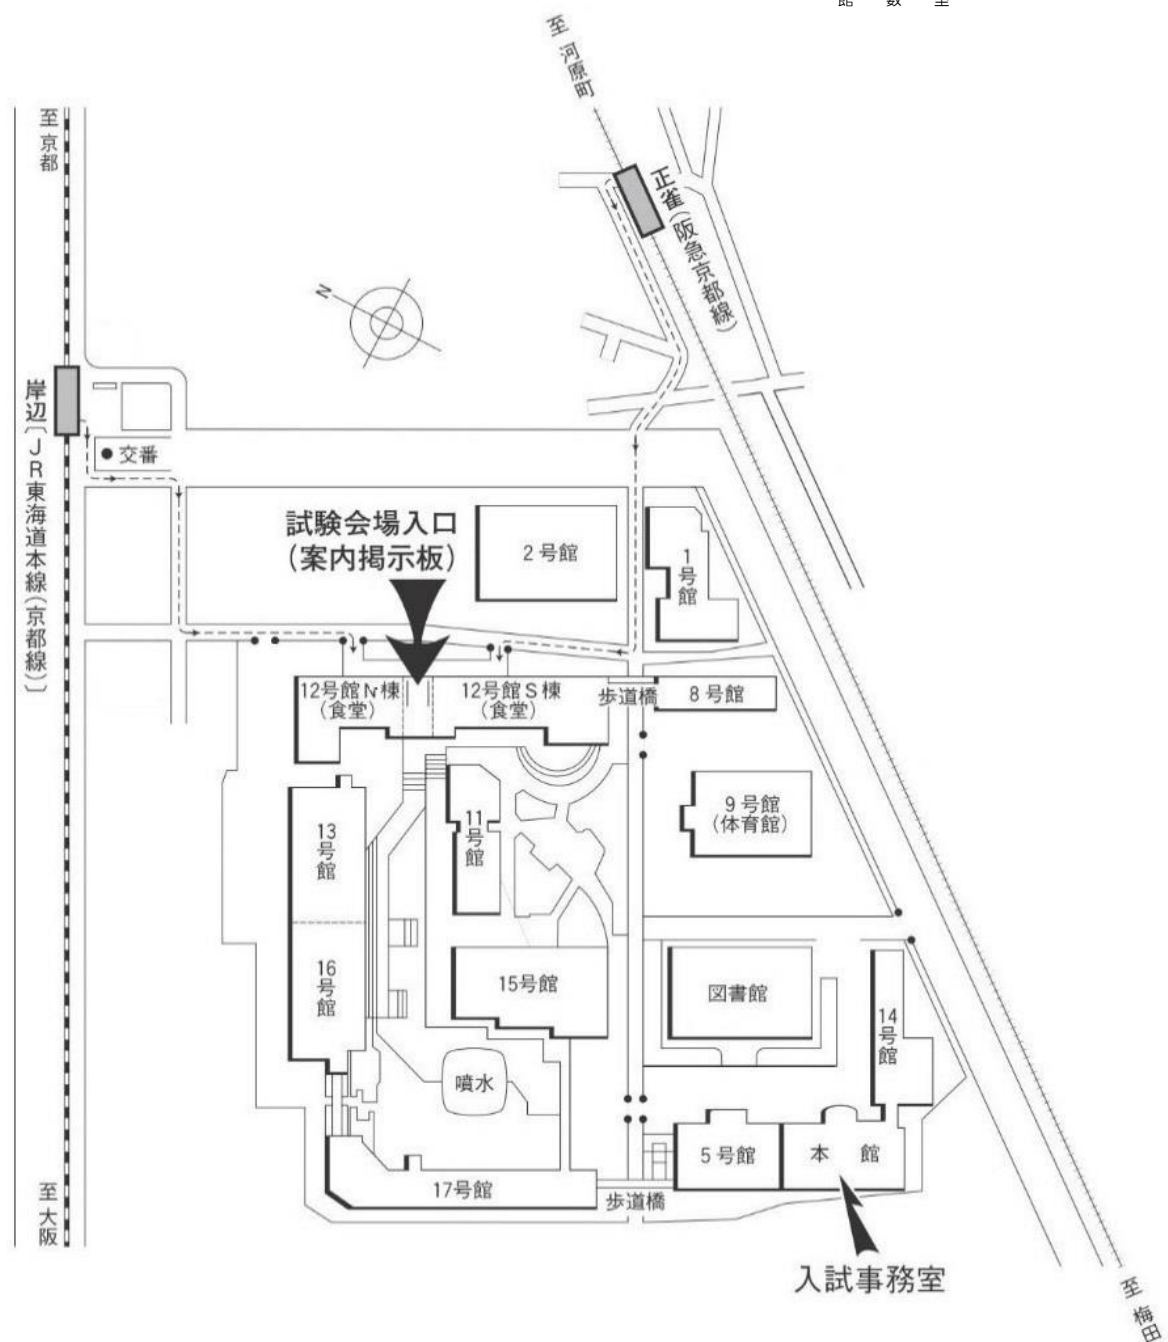 館 数 室
至 河原町
至 京都
正雀(阪急京都線)
N
岸辺〔JR東海道本線(京都線)〕
交番
試験会場入口
(案内掲示板)
2号館
1号館
12号館N棟
(食堂)
12号館S棟
(食堂)
歩道橋
8号館
13号館
11号館
9号館
(体育館)
16号館
15号館
図書館
14号館
噴水
5号館
本 館
17号館
歩道橋
至 大阪
入試事務室
至 梅田